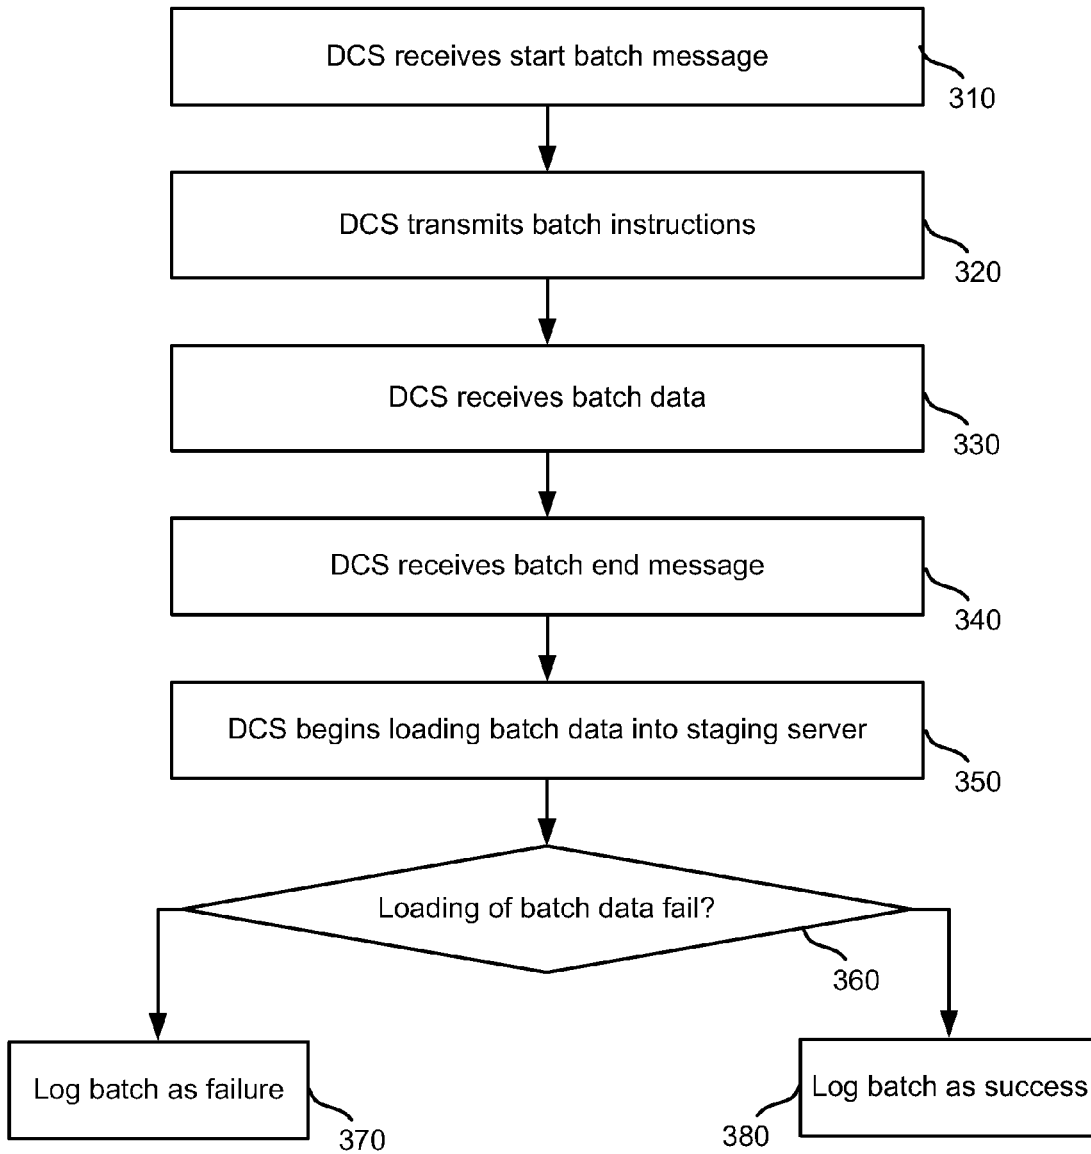 DCS receives start batch message
310
DCS transmits batch instructions
320
DCS receives batch data
330
DCS receives batch end message
340
DCS begins loading batch data into staging server
350
Loading of batch data fail?
360
Log batch as failure
370
Log batch as success
380